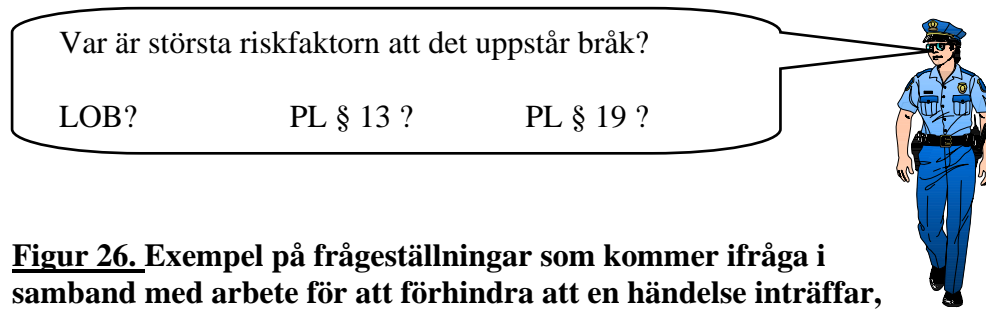 Var är största riskfaktorn att det uppstår bråk?
LOB? PL § 13 ? PL § 19 ?
Figur 26. Exempel på frågeställningar som kommer ifråga i
samband med arbete för att förhindra att en händelse inträffar,